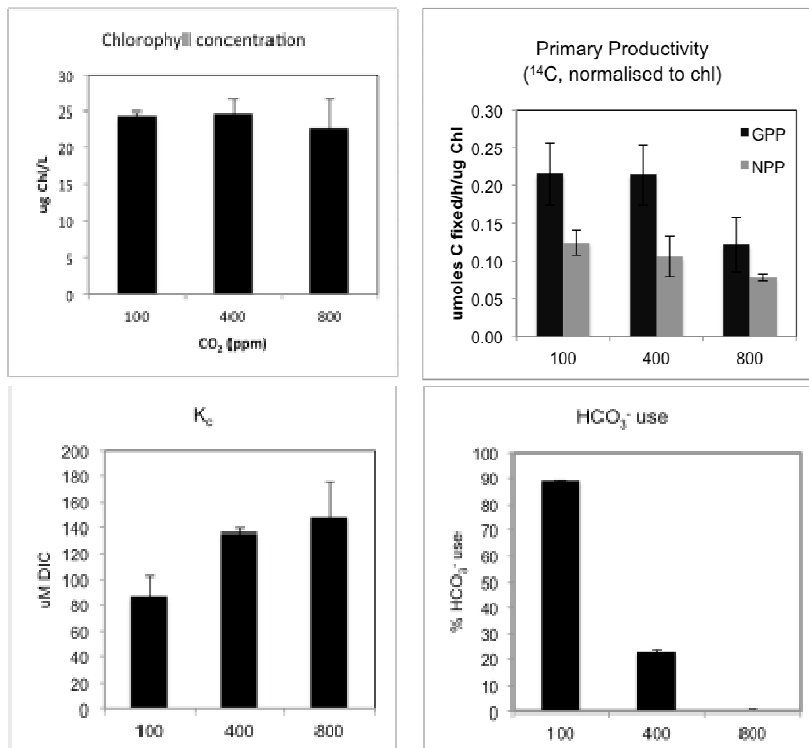 Chlorophyll concentration
30
25
20
15
10
5
0
ug Chl/L
100 400 800
CO₂ (ppm)
Primary Productivity
(¹⁴C, normalised to chl)
0.30
0.25
0.20
0.15
0.10
0.05
0.00
umoles C fixed/h/ug Chl
GPP
NPP
100 400 800
Kc
200
180
160
140
120
100
80
60
40
20
0
uM DIC
100 400 800
HCO₃⁻ use
100
90
80
70
60
50
40
30
20
10
0
% HCO₃⁻ use
100 400 800